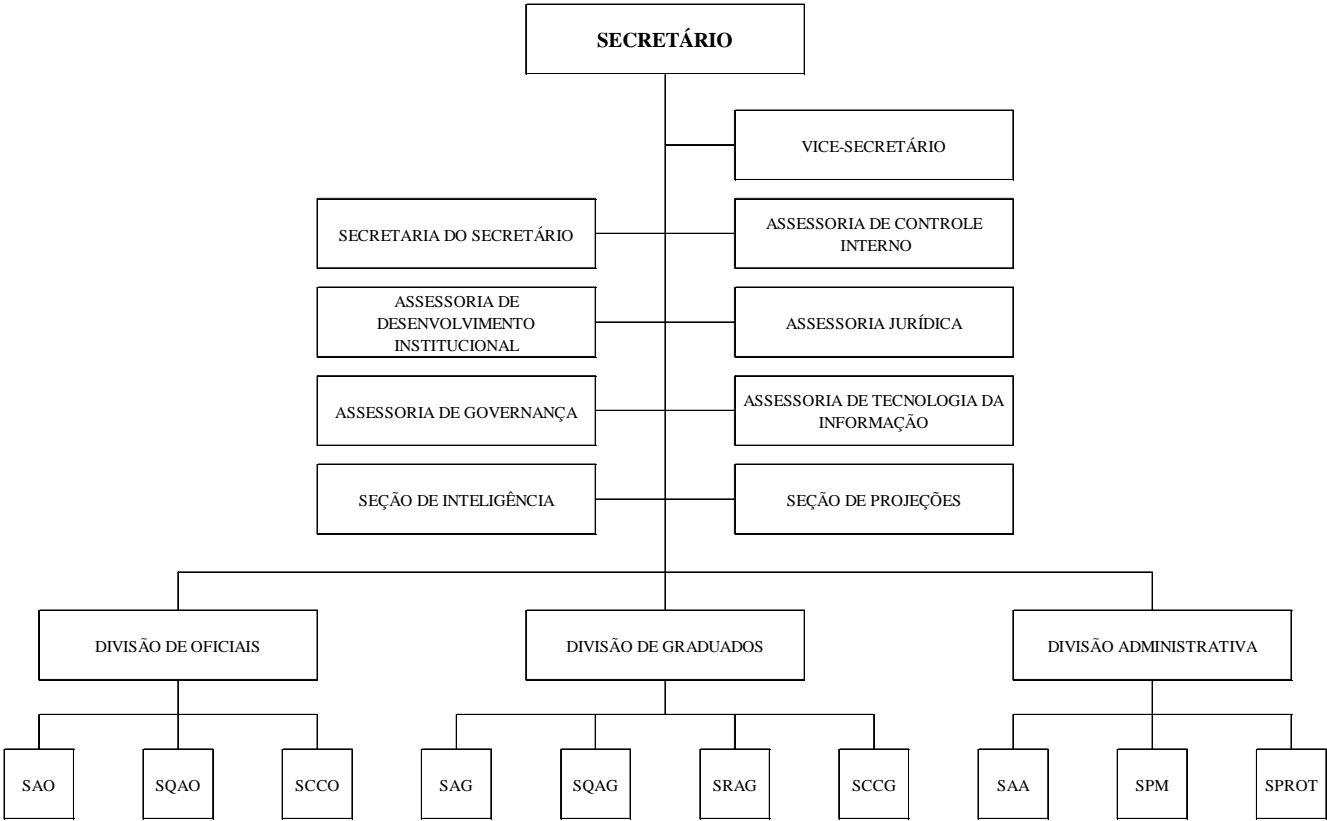 SECRETÁRIO
VICE-SECRETÁRIO
SECRETARIA DO SECRETÁRIO
ASSESSORIA DE CONTROLE
INTERNO
ASSESSORIA DE
DESENVOLVIMENTO
INSTITUCIONAL
ASSESSORIA JURÍDICA
ASSESSORIA DE GOVERNANÇA
ASSESSORIA DE TECNOLOGIA DA
INFORMAÇÃO
SEÇÃO DE INTELIGÊNCIA
SEÇÃO DE PROJEÇÕES
DIVISÃO DE OFICIAIS
DIVISÃO DE GRADUADOS
DIVISÃO ADMINISTRATIVA
SAO
SQAO
SCCO
SAG
SQAG
SRAG
SCCG
SAA
SPM
SPROT